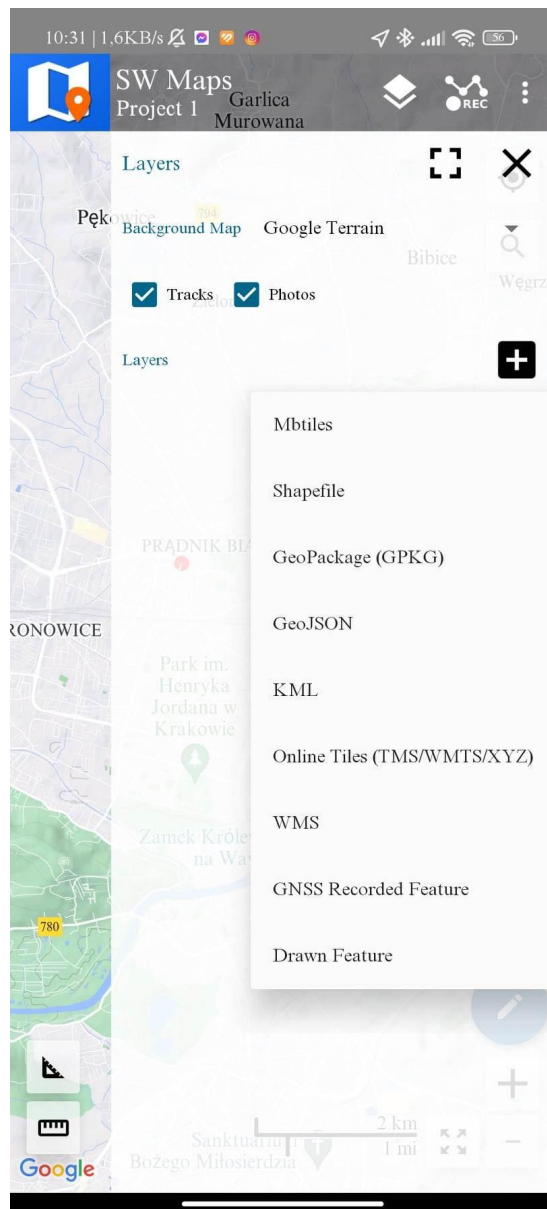 10:31 | 1,6KB/s
56
SW Maps
Project 1
REC
Garlica
Murowana
Layers
Pękowice
794
Background Map Google Terrain
Bibice
Węgrz
Tracks Photos
Layers
Mbtiles
Shapefile
GeoPackage (GPKG)
PRĄDNIK BIA
GeoJSON
RONOWICE
Park im.
Henryka
Jordana w
Krakowie
KML
Online Tiles (TMS/WMTS/XYZ)
WMS
Zamek Króle
na Wa
GNSS Recorded Feature
780
Drawn Feature
2 km
1 mi
Sanktuarium
Bożego Miłosierdzia
Google